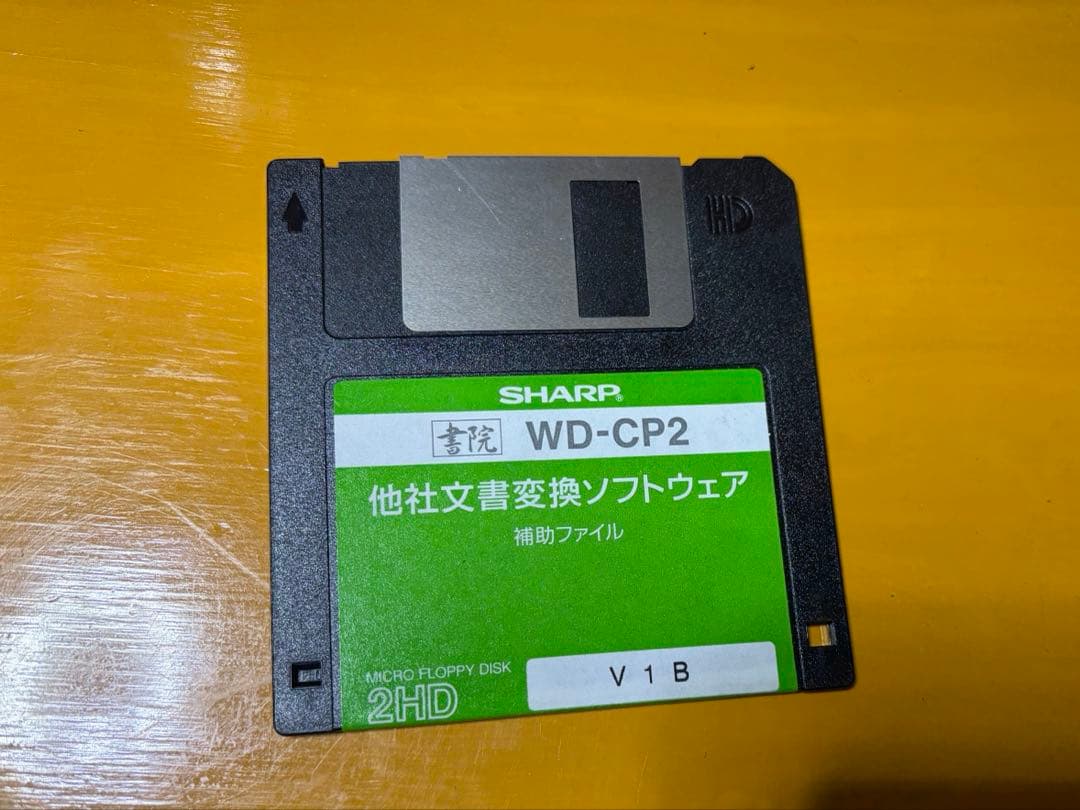 HD
SHARP®
書院 WD-CP2
他社文書変換ソフトウェア
補助ファイル
MICRO FLOPPY DISK
2HD
V 1 B